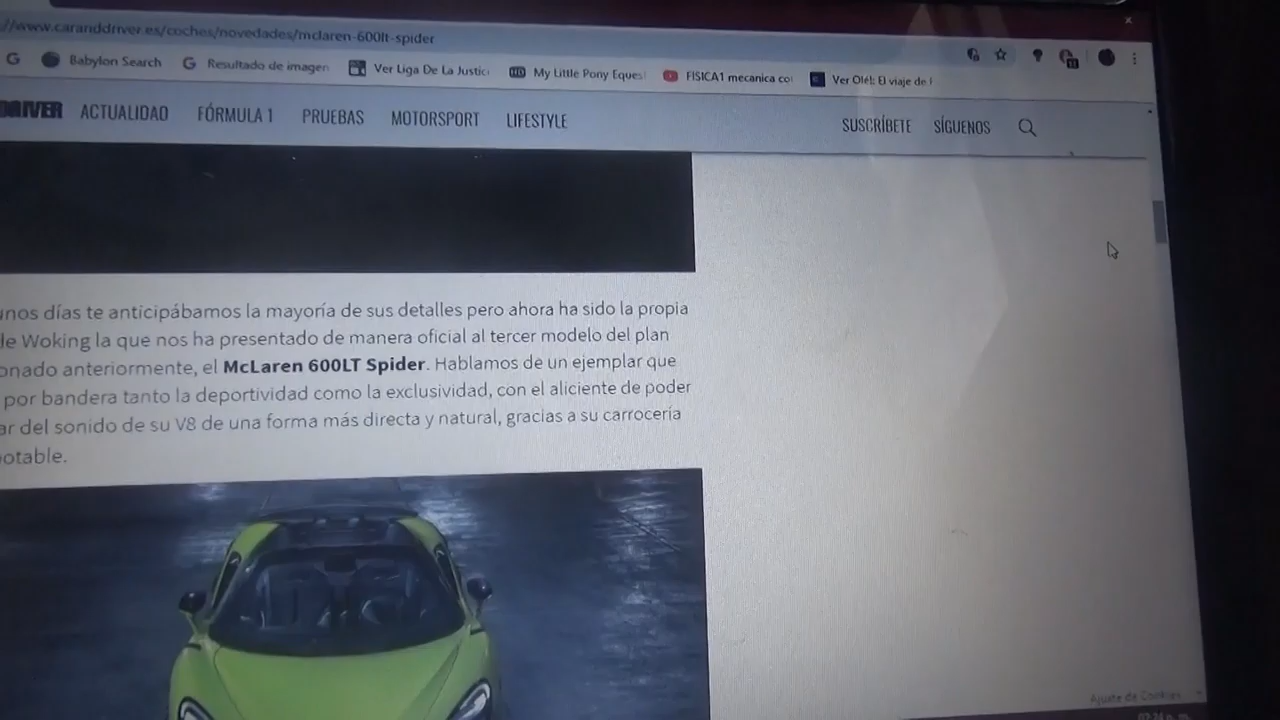 //www.caranddriver.es/coches/novedades/mclaren-600lt-spider
G Babylon Search G Resultado de imagen Ver Liga De La Justic My Little Pony Eques FISICA1 mecanica co Ver Olé!: El viaje de
DRIVER ACTUALIDAD FÓRMULA 1 PRUEBAS MOTORSPORT LIFESTYLE SUSCRÍBETE SÍGUENOS
unos días te anticipábamos la mayoría de sus detalles pero ahora ha sido la propia
de Woking la que nos ha presentado de manera oficial al tercer modelo del plan
onado anteriormente, el McLaren 600LT Spider. Hablamos de un ejemplar que
por bandera tanto la deportividad como la exclusividad, con el aliciente de poder
ar del sonido de su V8 de una forma más directa y natural, gracias a su carrocería
otable.
Ajuste de Cookies